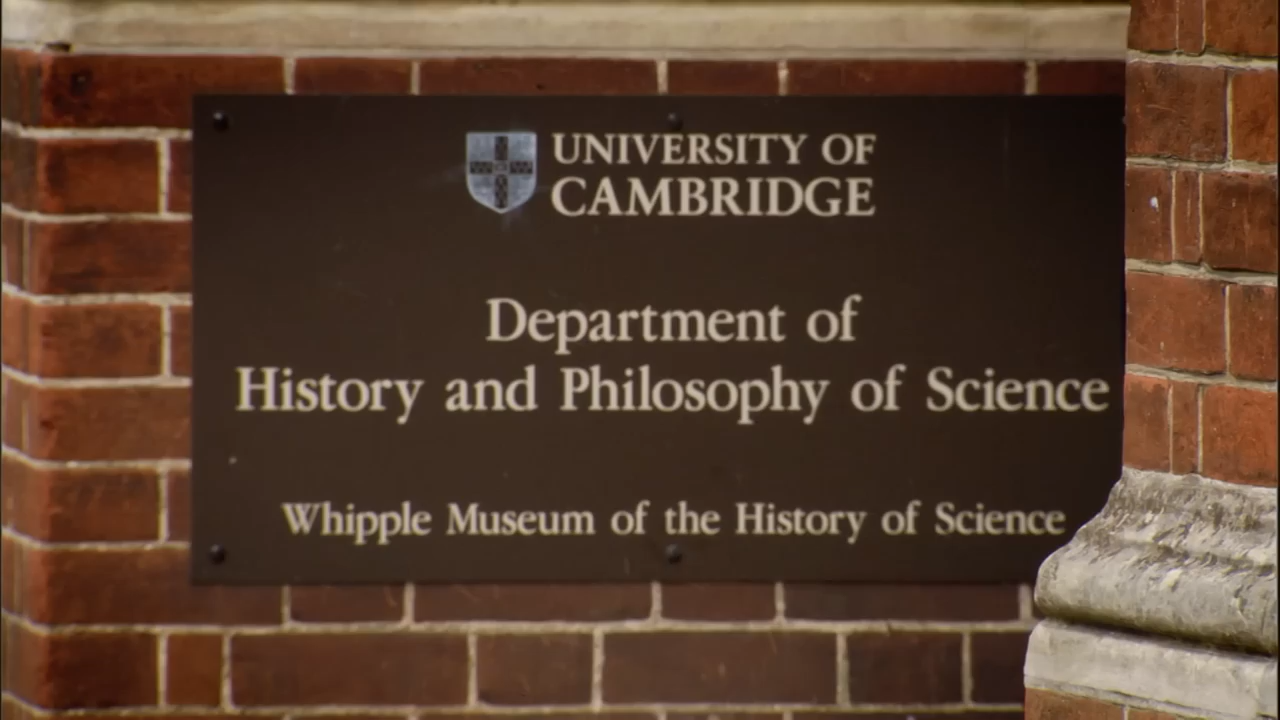 UNIVERSITY OF
CAMBRIDGE
Department of
History and Philosophy of Science
Whipple Museum of the History of Science